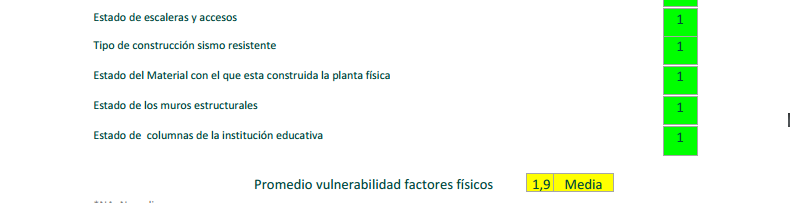 Estado de escaleras y accesos 1
Tipo de construcción sismo resistente 1
Estado del Material con el que esta construida la planta física 1
Estado de los muros estructurales 1
Estado de columnas de la institución educativa 1
Promedio vulnerabilidad factores físicos 1,9 Media